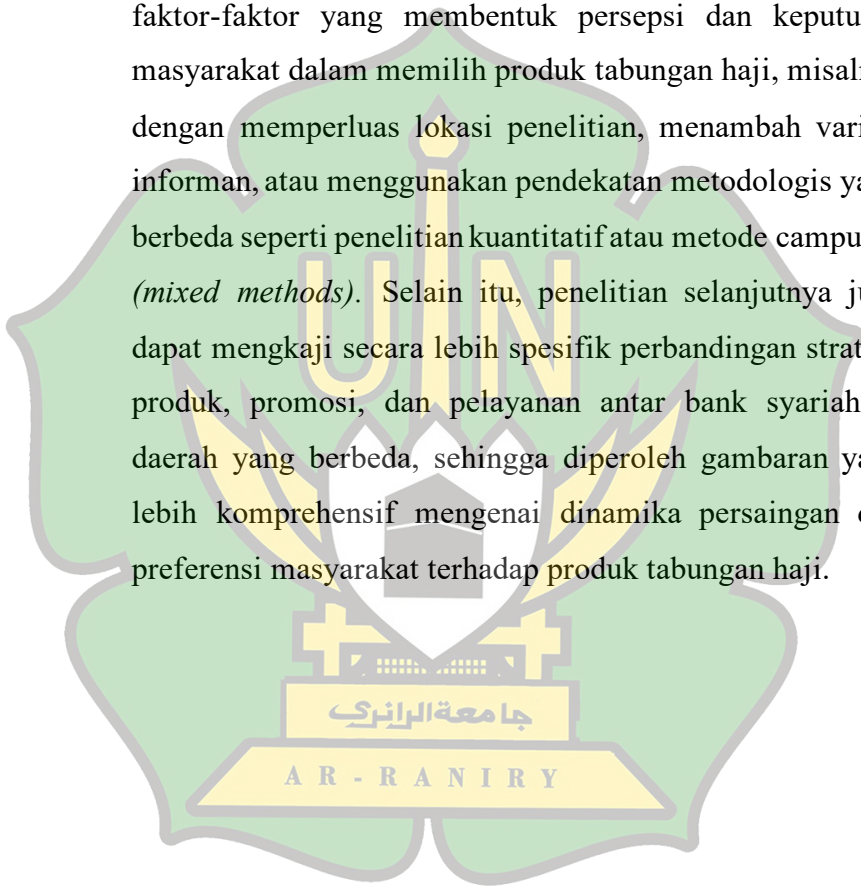 faktor-faktor yang membentuk persepsi dan keputu
masyarakat dalam memilih produk tabungan haji, misal
dengan memperluas lokasi penelitian, menambah vari
informan, atau menggunakan pendekatan metodologis ya
berbeda seperti penelitian kuantitatif atau metode campu
(mixed methods). Selain itu, penelitian selanjutnya ju
dapat mengkaji secara lebih spesifik perbandingan strat
produk, promosi, dan pelayanan antar bank syariah
daerah yang berbeda, sehingga diperoleh gambaran ya
lebih komprehensif mengenai dinamika persaingan
preferensi masyarakat terhadap produk tabungan haji.
UIN
جامعة الرانري
AR-RANIRY